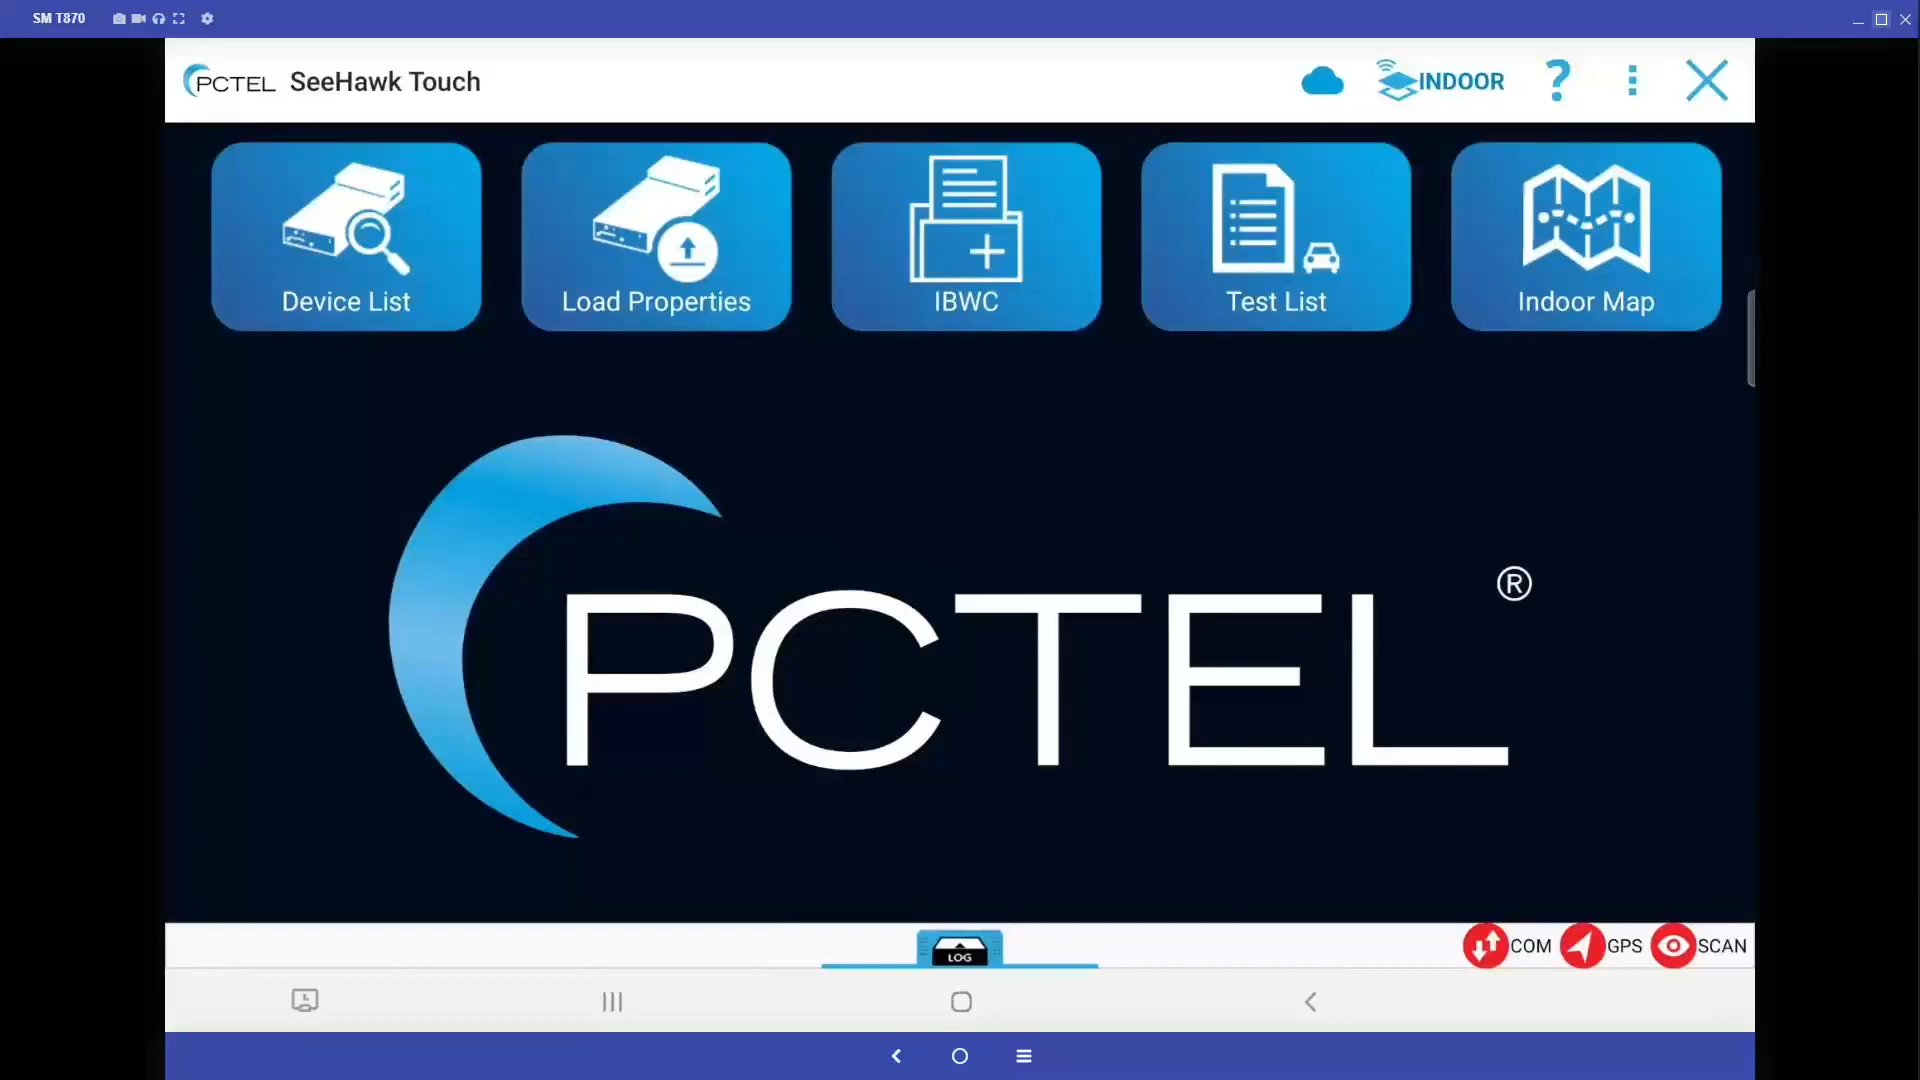 SM T870
PCTEL SeeHawk Touch
INDOOR
?
Device List
Load Properties
IBWC
Test List
Indoor Map
PCTEL®
LOG
COM
GPS
SCAN